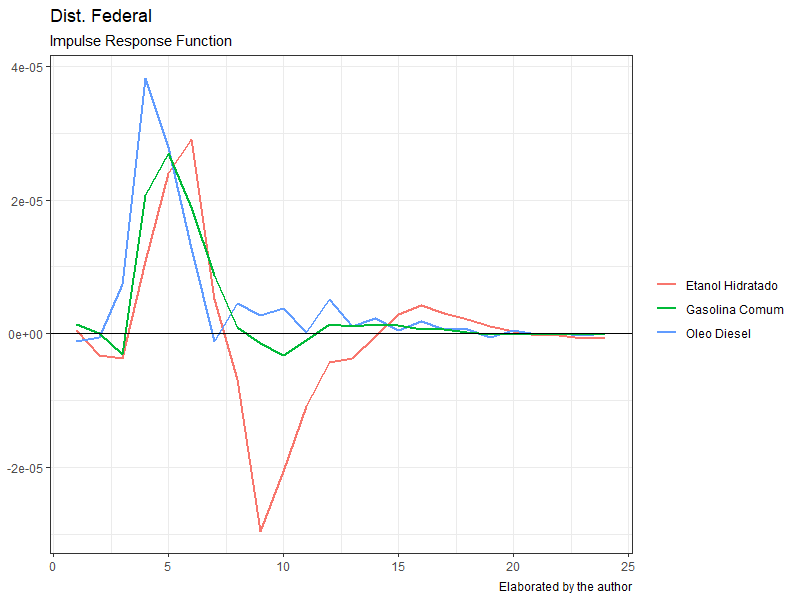 Dist. Federal
Impulse Response Function
4e-05
2e-05
0e+00
-2e-05
0 5 10 15 20 25
Etanol Hidratado
Gasolina Comum
Oleo Diesel
Elaborated by the author